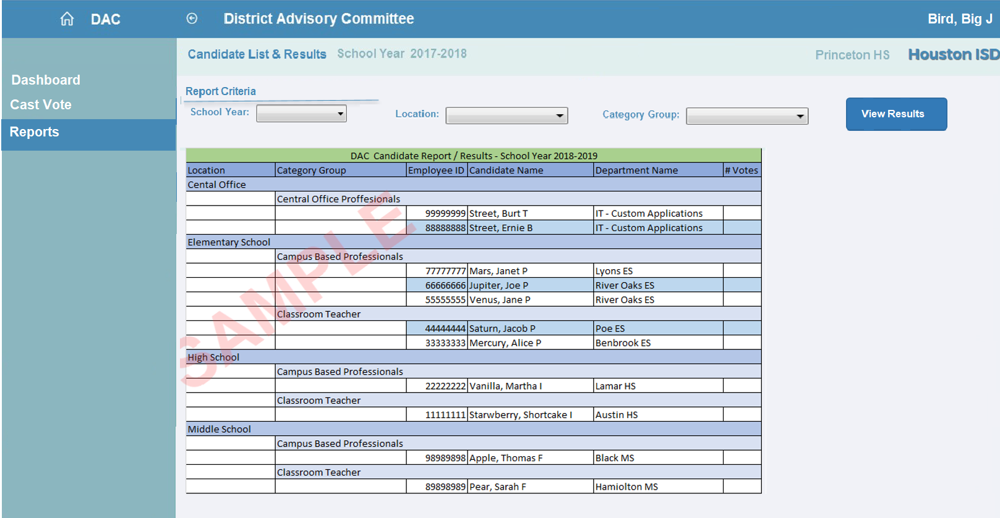 DAC District Advisory Committee Bird, Big J
Candidate List & Results School Year 2017-2018 Princeton HS Houston ISD
Dashboard
Cast Vote
Reports
Report Criteria
School Year: Location: Category Group: View Results
DAC Candidate Report / Results - School Year 2018-2019
Location Category Group Employee ID Candidate Name Department Name # Votes
Cental Office
Central Office Proffesionals
99999999 Street, Burt T IT - Custom Applications
88888888 Street, Ernie B IT - Custom Applications
Elementary School
Campus Based Professionals
77777777 Mars, Janet P Lyons ES
66666666 Jupiter, Joe P River Oaks ES
55555555 Venus, Jane P River Oaks ES
Classroom Teacher
44444444 Saturn, Jacob P Poe ES
33333333 Mercury, Alice P Benbrook ES
High School
Campus Based Professionals
22222222 Vanilla, Martha I Lamar HS
Classroom Teacher
11111111 Starwberry, Shortcake I Austin HS
Middle School
Campus Based Professionals
98989898 Apple, Thomas F Black MS
Classroom Teacher
89898989 Pear, Sarah F Hamiolton MS
SAMPLE